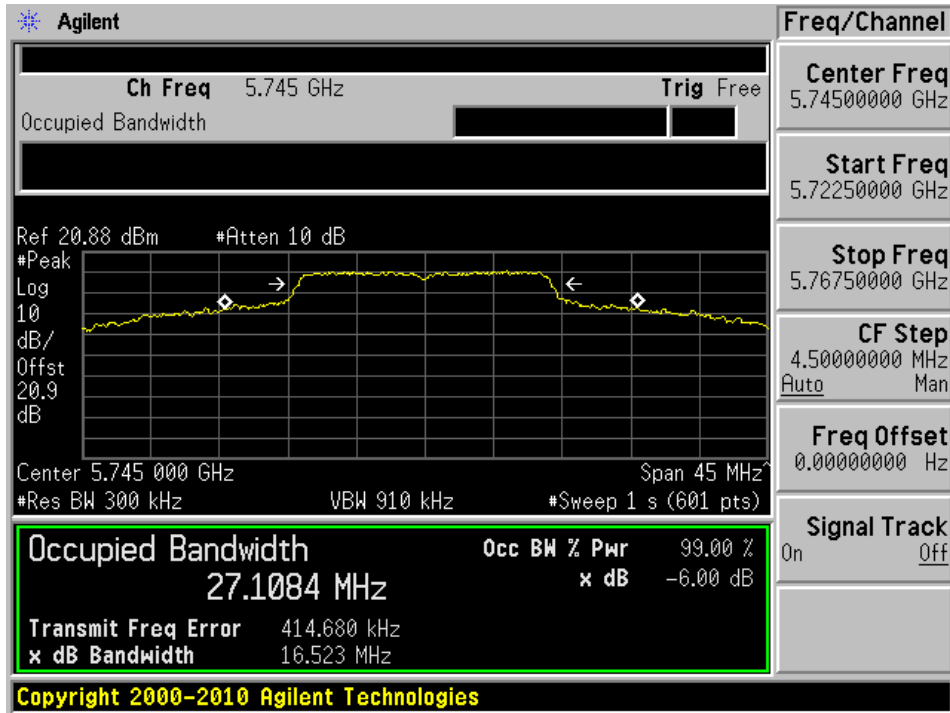 Agilent
Freq/Channel
Ch Freq 5.745 GHz Trig Free
Occupied Bandwidth
Center Freq
5.74500000 GHz
Start Freq
5.72250000 GHz
Stop Freq
5.76750000 GHz
CF Step
4.50000000 MHz
Auto Man
Freq Offset
0.00000000 Hz
Signal Track
On Off
Ref 20.88 dBm #Atten 10 dB
#Peak
Log
10
dB/
Offst
20.9
dB
Center 5.745 000 GHz Span 45 MHz^
#Res BW 300 kHz VBW 910 kHz #Sweep 1 s (601 pts)
Occupied Bandwidth Occ BW % Pwr 99.00 %
27.1084 MHz x dB -6.00 dB
Transmit Freq Error 414.680 kHz
x dB Bandwidth 16.523 MHz
Copyright 2000-2010 Agilent Technologies